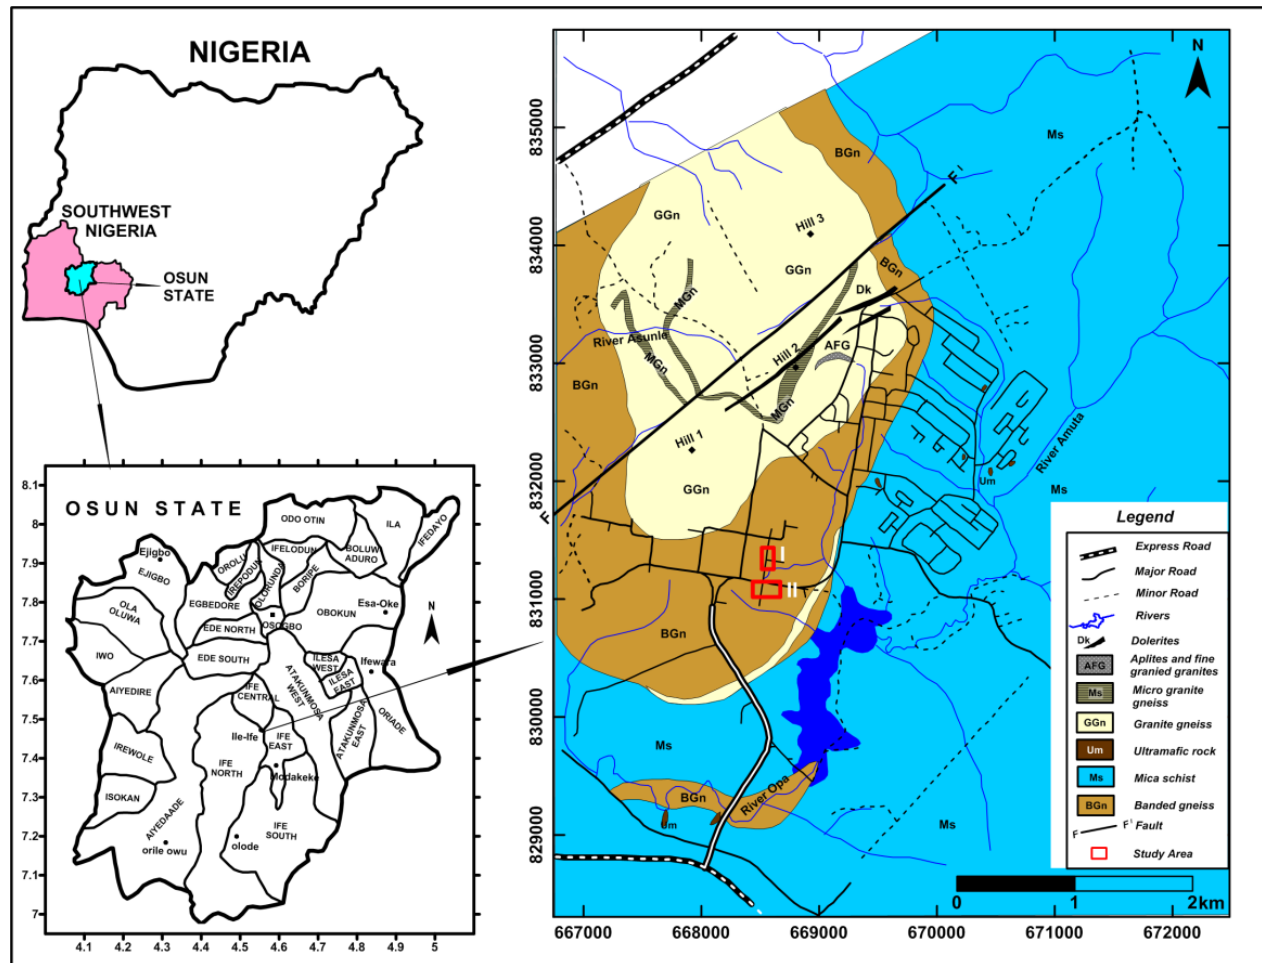 NIGERIA
SOUTHWEST
NIGERIA
OSUN
STATE
OSUN STATE
8.1
8
7.9
7.8
7.7
7.6
7.5
7.4
7.3
7.2
7.1
7
4.1
4.2
4.3
4.4
4.5
4.6
4.7
4.8
4.9
5
N
ODO OTIN
ILA
IFEDAYO
Ejigbo
EJIGBO
OROLU
IREPODUN
OLORUNDA
IFELODUN
BORIPE
BOLUW
ADURO
OLA
OLUWA
EGBEDORE
OBOKUN
Esa-Oke
OSOGBO
EDE NORTH
IWO
EDE SOUTH
ILESA
WEST
ILESA
EAST
Ifewara
AIYEDIRE
IFE
CENTRAL
ATAKUNMOSA
WEST
ATAKUNMOSA
EAST
ORIADE
Ile-Ife
IFE
EAST
IREWOLE
IFE
NORTH
Modakeke
ISOKAN
AIYEDAADE
IFE
SOUTH
orile owu
olode
835000
834000
833000
832000
831000
830000
829000
667000
668000
669000
670000
671000
672000
N
Ms
BGn
F'
GGn
Hill 3
GGn
BGn
Dk
MGn
River Asunle
MGn
BGn
Hill 2
AFG
MGn
Hill 1
GGn
River Amuta
Um
Ms
F
I
II
BGn
Ms
BGn
River Opa
Um
Ms
Legend
Express Road
Major Road
Minor Road
Rivers
Dk Dolerites
AFG Aplites and fine
granied granites
Ms Micro granite
gneiss
GGn Granite gneiss
Um Ultramafic rock
Ms Mica schist
BGn Banded gneiss
F F' Fault
Study Area
0 1 2km